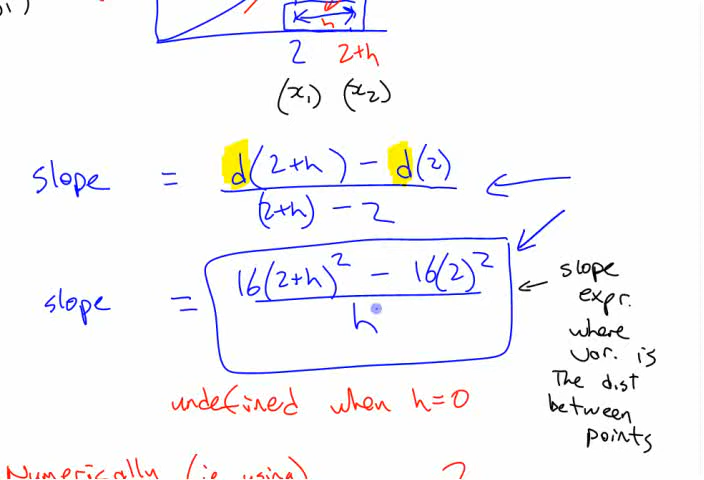 h
2 2+h
(x₁) (x₂)
slope = d(2+h) - d(2)
(2+h) - 2
slope = 16(2+h)² - 16(2)²
h
slope
expr.
where
var. is
The dist
between
points
undefined when h=0
Numerically (ie using)